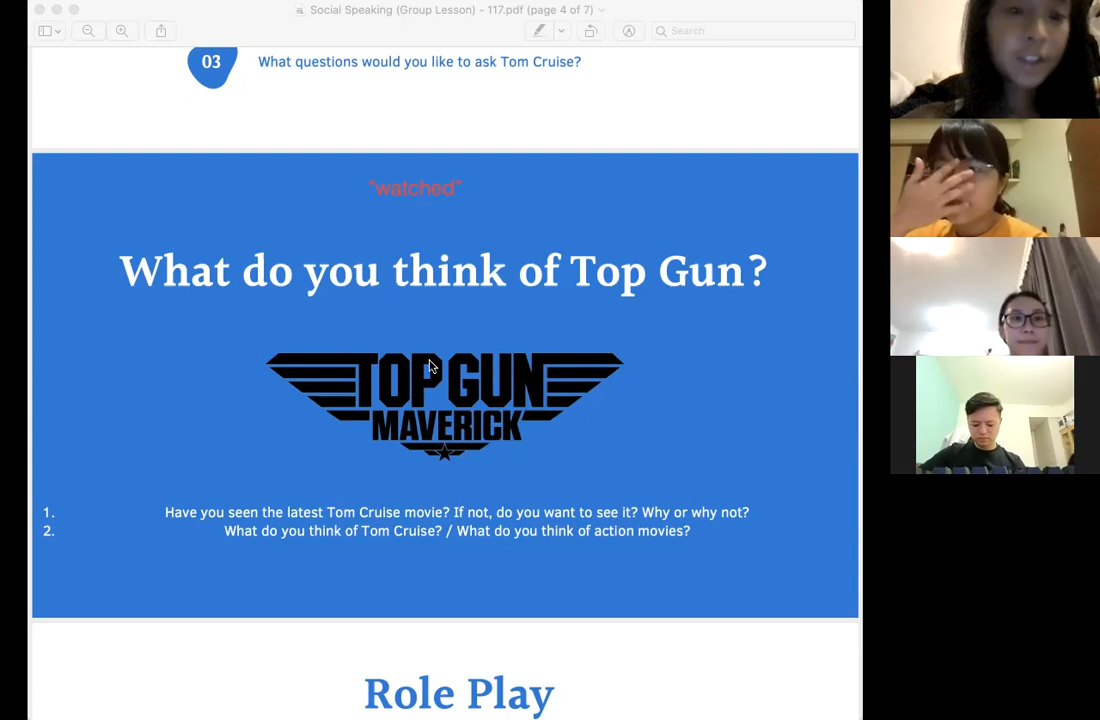 Social Speaking (Group Lesson) - 117.pdf (page 4 of 7)
Search
03
What questions would you like to ask Tom Cruise?
"watched"
What do you think of Top Gun?
TOP GUN
MAVERICK
1. Have you seen the latest Tom Cruise movie? If not, do you want to see it? Why or why not?
2. What do you think of Tom Cruise? / What do you think of action movies?
Role Play